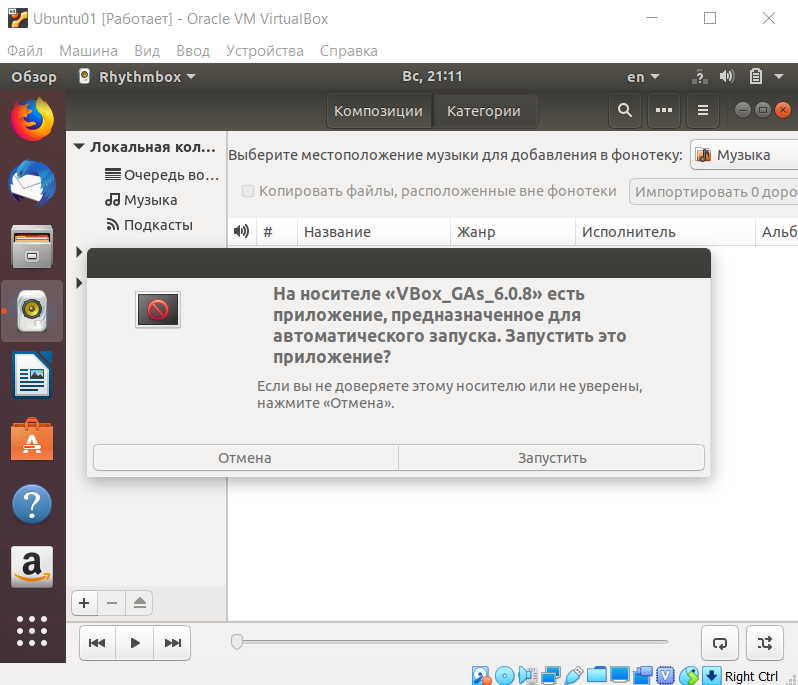 Ubuntu01 [Работает] - Oracle VM VirtualBox
Файл Машина Вид Ввод Устройства Справка
Обзор Rhythmbox Вс, 21:11 en ?
Композиции Категории
Локальная кол...
Очередь во...
Музыка
Подкасты
Выберите местоположение музыки для добавления в фонотеку: Музыка
Копировать файлы, расположенные вне фонотеки Импортировать 0 доро
# Название Жанр Исполнитель Альб
На носителе «VBox_GAs_6.0.8» есть
приложение, предназначенное для
автоматического запуска. Запустить это
приложение?
Если вы не доверяете этому носителю или не уверены,
нажмите «Отмена».
Отмена Запустить
Right Ctrl